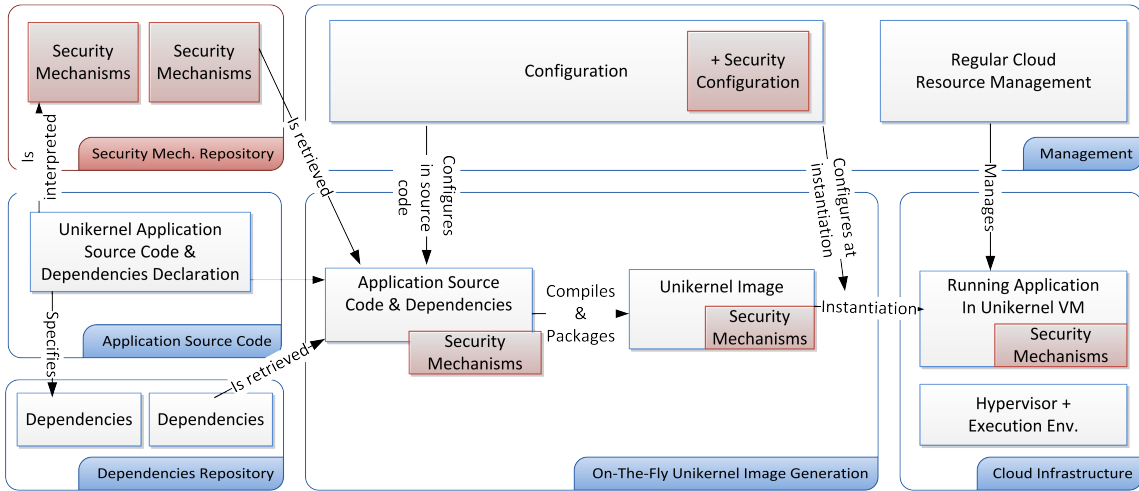 Security
Mechanisms
Security
Mechanisms
Is
interpreted
Is retrieved
Security Mech. Repository
Configuration
+ Security
Configuration
Regular Cloud
Resource Management
Management
Configures
in source
code
Configures at
instantiation
Manages
Unikernel Application
Source Code &
Dependencies Declaration
Specifies
Application Source Code
Application Source
Code & Dependencies
Security
Mechanisms
Compiles
&
Packages
Unikernel Image
Security
Mechanisms
Instantiation
Running Application
In Unikernel VM
Security
Mechanisms
Is retrieved
Dependencies
Dependencies
Dependencies Repository
On-The-Fly Unikernel Image Generation
Hypervisor +
Execution Env.
Cloud Infrastructure